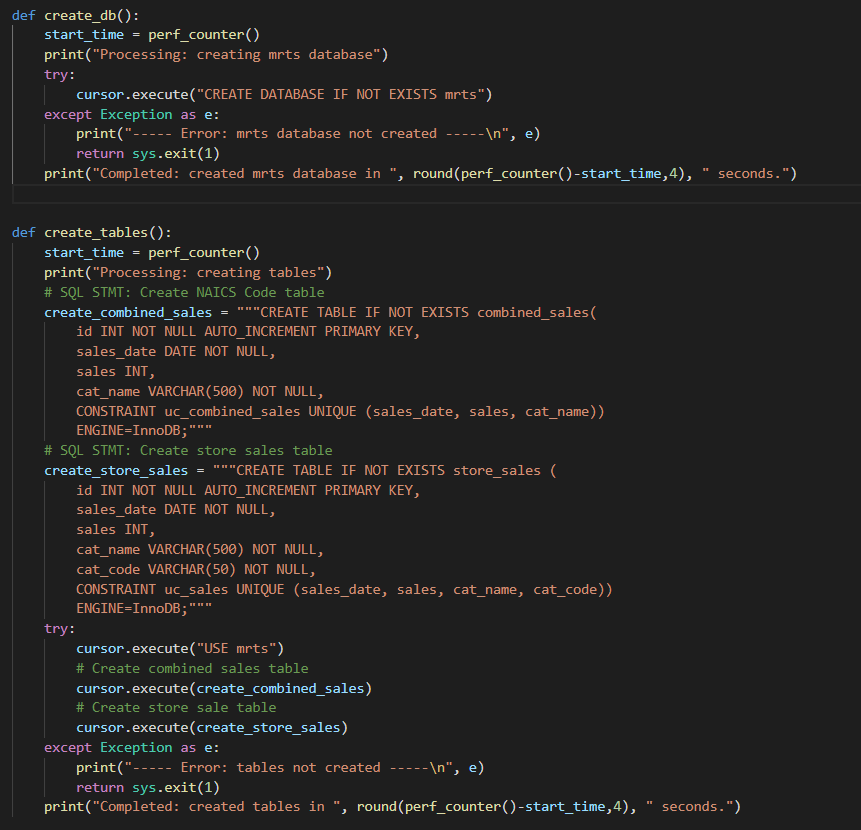 def create_db():
    start_time = perf_counter()
    print("Processing: creating mrts database")
    try:
        cursor.execute("CREATE DATABASE IF NOT EXISTS mrts")
    except Exception as e:
        print("----- Error: mrts database not created -----\n", e)
        return sys.exit(1)
    print("Completed: created mrts database in ", round(perf_counter()-start_time,4), " seconds.")
def create_tables():
    start_time = perf_counter()
    print("Processing: creating tables")
    # SQL STMT: Create NAICS Code table
    create_combined_sales = """CREATE TABLE IF NOT EXISTS combined_sales(
        id INT NOT NULL AUTO_INCREMENT PRIMARY KEY,
        sales_date DATE NOT NULL,
        sales INT,
        cat_name VARCHAR(500) NOT NULL,
        CONSTRAINT uc_combined_sales UNIQUE (sales_date, sales, cat_name))
        ENGINE=InnoDB;"""
    # SQL STMT: Create store sales table
    create_store_sales = """CREATE TABLE IF NOT EXISTS store_sales (
        id INT NOT NULL AUTO_INCREMENT PRIMARY KEY,
        sales_date DATE NOT NULL,
        sales INT,
        cat_name VARCHAR(500) NOT NULL,
        cat_code VARCHAR(50) NOT NULL,
        CONSTRAINT uc_sales UNIQUE (sales_date, sales, cat_name, cat_code))
        ENGINE=InnoDB;"""
    try:
        cursor.execute("USE mrts")
        # Create combined sales table
        cursor.execute(create_combined_sales)
        # Create store sale table
        cursor.execute(create_store_sales)
    except Exception as e:
        print("----- Error: tables not created -----\n", e)
        return sys.exit(1)
    print("Completed: created tables in ", round(perf_counter()-start_time,4), " seconds.")